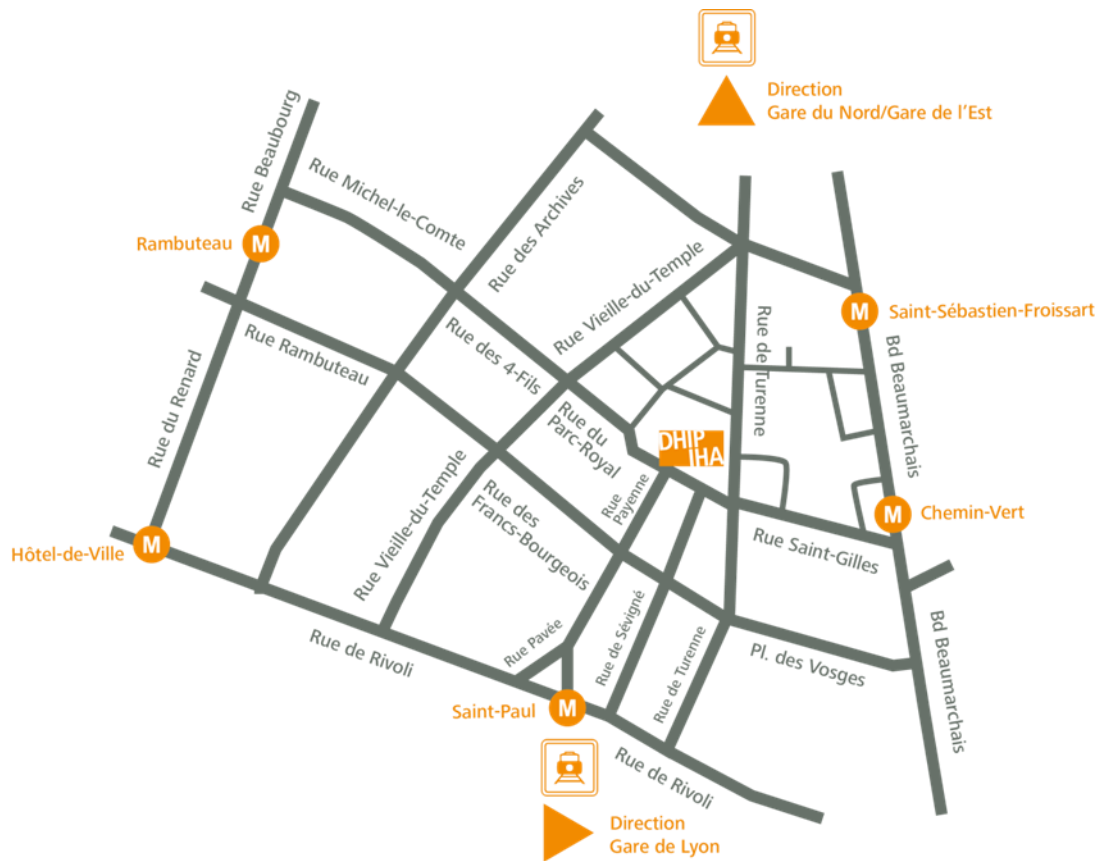 Direction
Gare du Nord/Gare de l'Est
Rue Beaubourg
Rue Michel-le-Comte
Rue des Archives
Rambuteau
M
Rue Vieille-du-Temple
Saint-Sébastien-Froissart
M
Rue Rambuteau
Rue des 4-Fils
Rue de Turenne
Bd Beaumarchais
Rue du Renard
Rue du
Parc-Royal
DHIP
IHA
Rue Vieille-du-Temple
Rue des
Francs-Bourgeois
Rue
Payenne
Chemin-Vert
M
Rue Saint-Gilles
Hôtel-de-Ville
M
Rue de Rivoli
Rue Pavée
Rue de Sévigné
Rue de Turenne
Pl. des Vosges
Bd Beaumarchais
Saint-Paul
M
Rue de Rivoli
Direction
Gare de Lyon